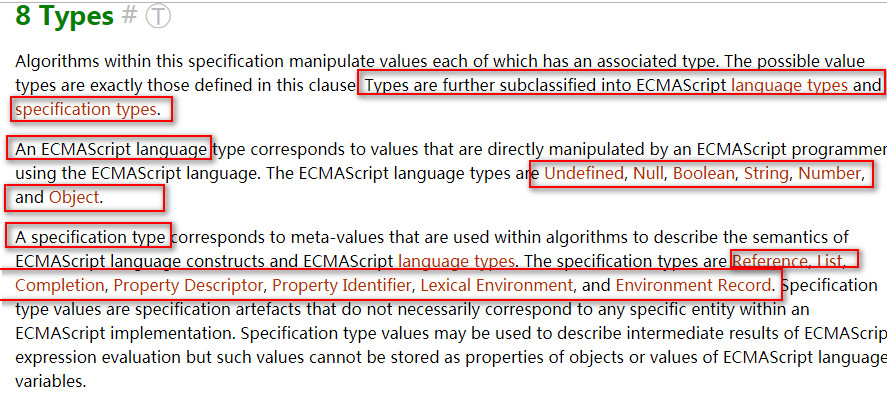 8 Types # Ⓣ
Algorithms within this specification manipulate values each of which has an associated type. The possible value
types are exactly those defined in this clause. Types are further subclassified into ECMAScript language types and
specification types.
An ECMAScript language type corresponds to values that are directly manipulated by an ECMAScript programmer
using the ECMAScript language. The ECMAScript language types are Undefined, Null, Boolean, String, Number,
and Object.
A specification type corresponds to meta-values that are used within algorithms to describe the semantics of
ECMAScript language constructs and ECMAScript language types. The specification types are Reference, List,
Completion, Property Descriptor, Property Identifier, Lexical Environment, and Environment Record. Specification
type values are specification artefacts that do not necessarily correspond to any specific entity within an
ECMAScript implementation. Specification type values may be used to describe intermediate results of ECMAScrip
expression evaluation but such values cannot be stored as properties of objects or values of ECMAScript language
variables.